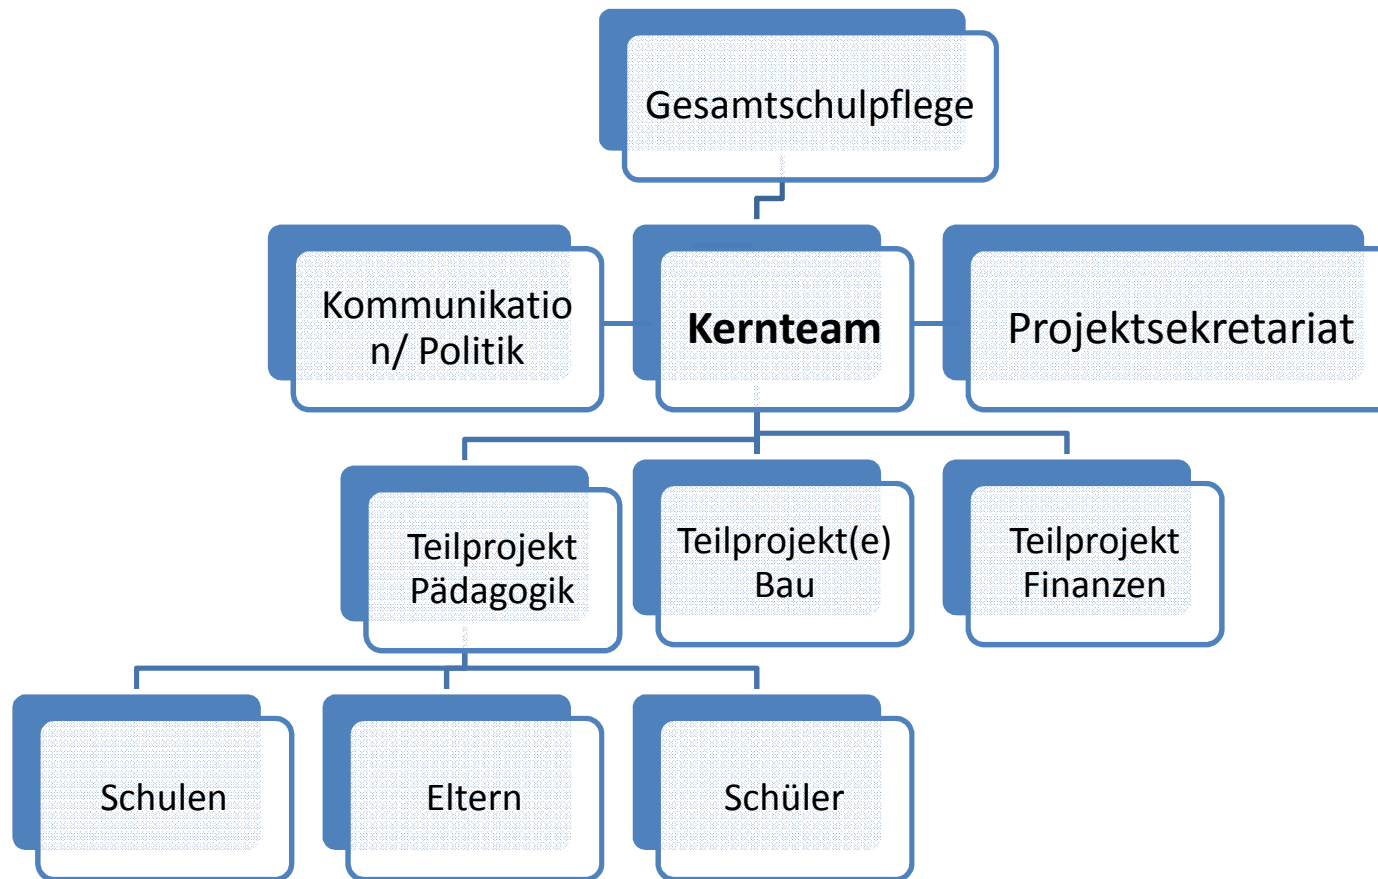 Gesamtschulpflege
Kommunikatio
n/ Politik
Kernteam
Projektsekretariat
Teilprojekt
Pädagogik
Teilprojekt(e)
Bau
Teilprojekt
Finanzen
Schulen
Eltern
Schüler